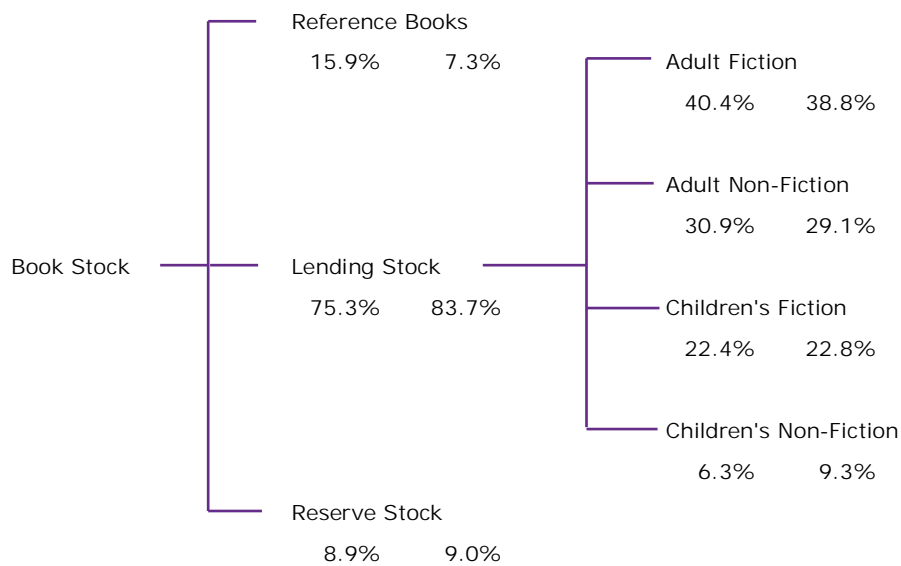 Reference Books
15.9% 7.3%
Adult Fiction
40.4% 38.8%
Adult Non-Fiction
30.9% 29.1%
Book Stock
Lending Stock
75.3% 83.7%
Children's Fiction
22.4% 22.8%
Children's Non-Fiction
6.3% 9.3%
Reserve Stock
8.9% 9.0%